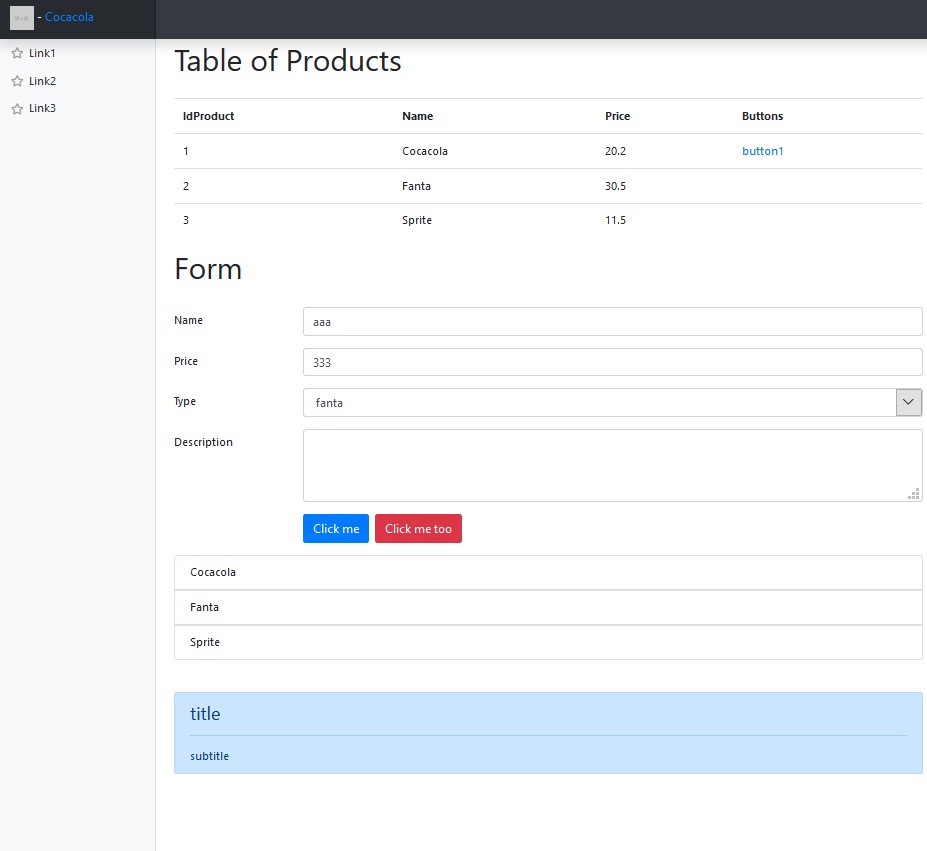 - Cocacola
Link1
Link2
Link3
Table of Products
IdProduct Name Price Buttons
1 Cocacola 20.2 button1
2 Fanta 30.5
3 Sprite 11.5
Form
Name aaa
Price 333
Type fanta
Description
Click me Click me too
Cocacola
Fanta
Sprite
title
subtitle